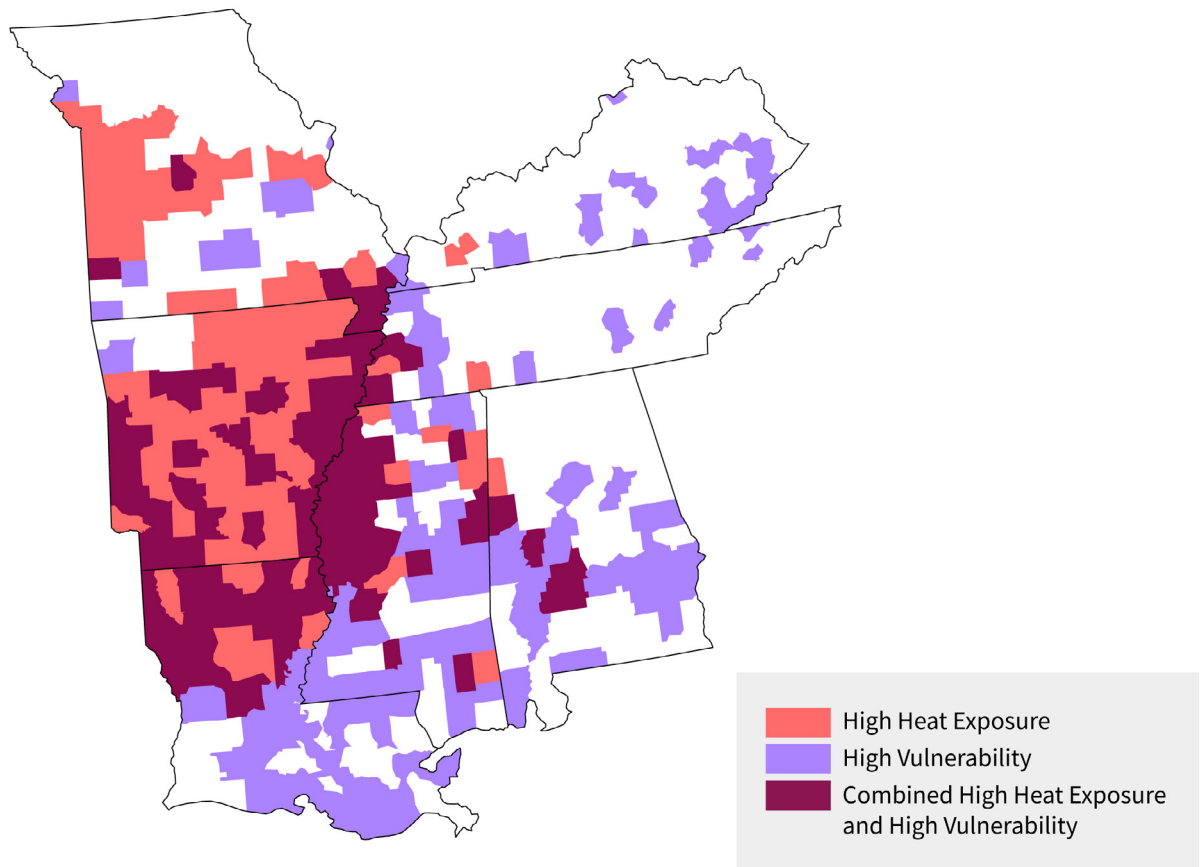 High Heat Exposure
High Vulnerability
Combined High Heat Exposure
and High Vulnerability